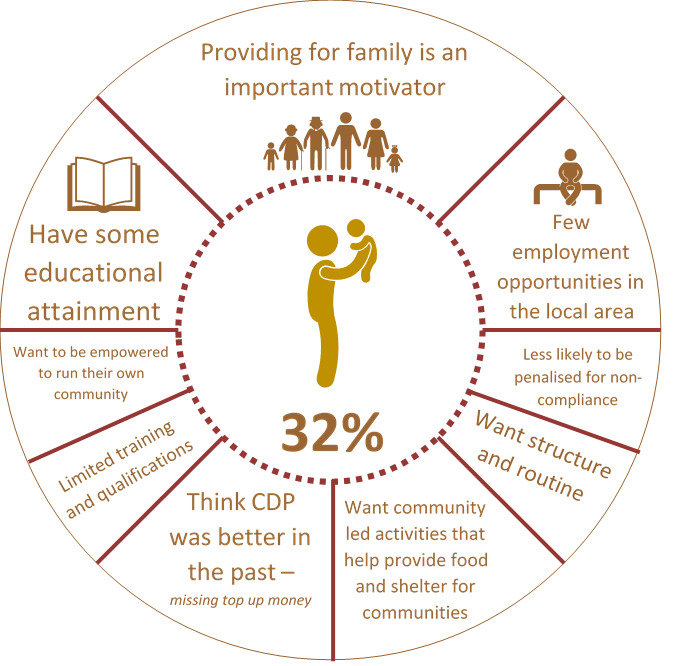 Providing for family is an
important motivator
Few
employment
opportunities in
the local area
Less likely to be
penalised for non-
compliance
Want structure
and routine
Want community
led activities that
help provide food
and shelter for
communities
Think CDP
was better in
the past –
missing top up money
Limited training
and qualifications
Want to be empowered
to run their own
community
Have some
educational
attainment
32%